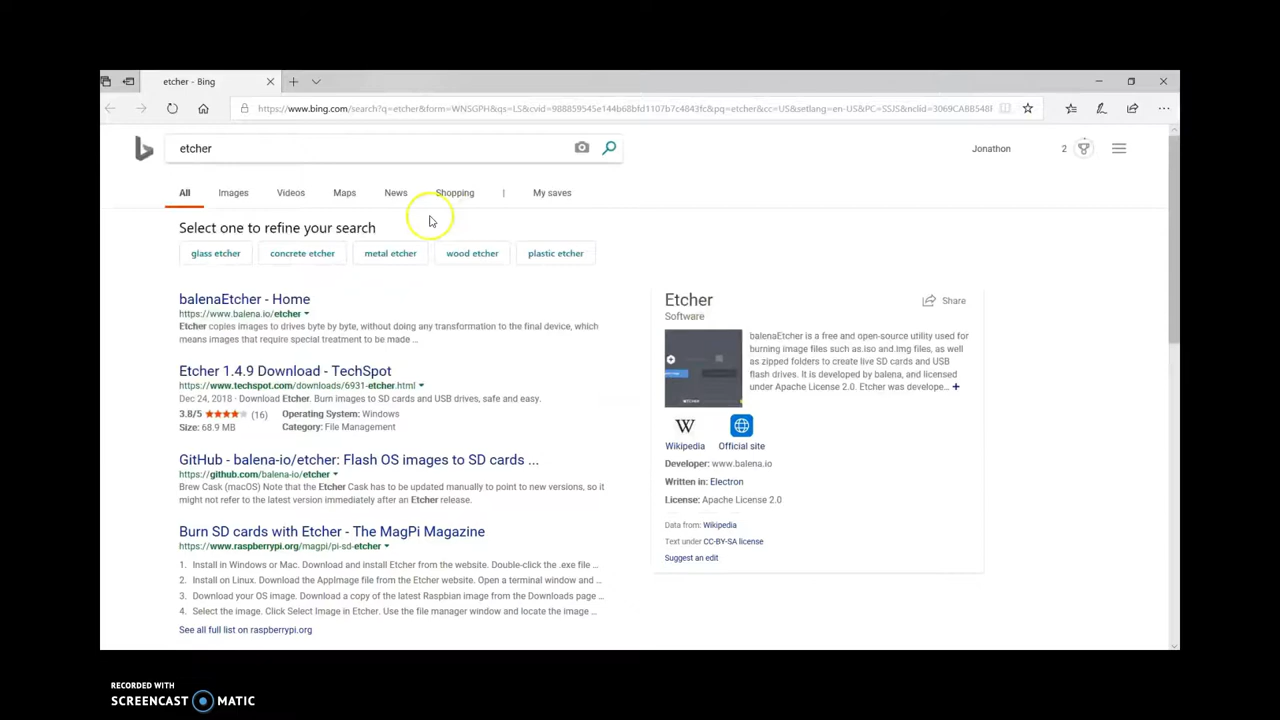 etcher - Bing
https://www.bing.com/search?q=etcher&form=WNSGPH&qs=LS&cvid=988859545e144b68bfd1107b7c4843fc&pq=etcher&cc=US&setlang=en-US&PC=SSJS&nclid=3069CABB548F
etcher
Jonathon 2
All Images Videos Maps News Shopping | My saves
Select one to refine your search
glass etcher concrete etcher metal etcher wood etcher plastic etcher
balenaEtcher - Home
https://www.balena.io/etcher
Etcher copies images to drives byte by byte, without doing any transformation to the final device, which
means images that require special treatment to be made ...
Etcher 1.4.9 Download - TechSpot
https://www.techspot.com/downloads/6931-etcher.html
Dec 24, 2018 · Download Etcher. Burn images to SD cards and USB drives, safe and easy.
3.8/5 (16) Operating System: Windows
Size: 68.9 MB Category: File Management
GitHub - balena-io/etcher: Flash OS images to SD cards ...
https://github.com/balena-io/etcher
Brew Cask (macOS) Note that the Etcher Cask has to be updated manually to point to new versions, so it
might not refer to the latest version immediately after an Etcher release.
Burn SD cards with Etcher - The MagPi Magazine
https://www.raspberrypi.org/magpi/pi-sd-etcher
1. Install in Windows or Mac. Download and install Etcher from the website. Double-click the .exe file ...
2. Install on Linux. Download the AppImage file from the Etcher website. Open a terminal window and ...
3. Download your OS image. Download a copy of the latest Raspbian image from the Downloads page ...
4. Select the image. Click Select Image in Etcher. Use the file manager window and locate the image ...
See all full list on raspberrypi.org
Etcher
Share
Software
balenaEtcher is a free and open-source utility used for
burning image files such as.iso and.img files, as well
as zipped folders to create live SD cards and USB
flash drives. It is developed by balena, and licensed
under Apache License 2.0. Etcher was develope... +
W
Wikipedia Official site
Developer: www.balena.io
Written in: Electron
License: Apache License 2.0
Data from: Wikipedia
Text under CC-BY-SA license
Suggest an edit
RECORDED WITH
SCREENCAST MATIC